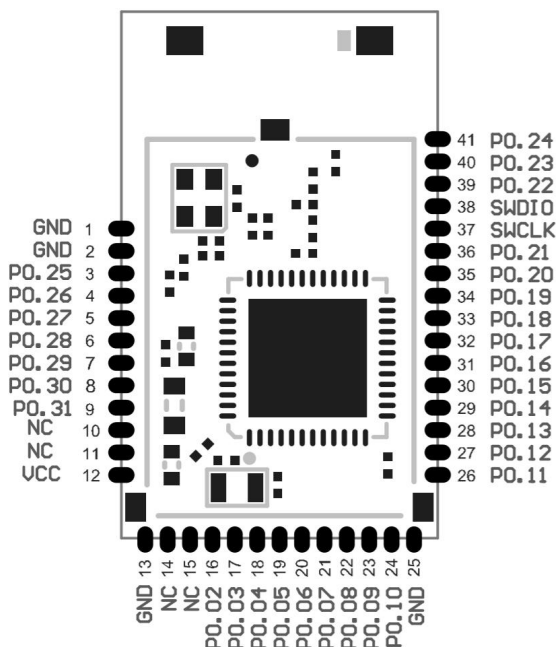 GND 1
GND 2
P0.25 3
P0.26 4
P0.27 5
P0.28 6
P0.29 7
P0.30 8
P0.31 9
NC 10
NC 11
VCC 12
13 GND
14 NC
15 NC
16 P0.02
17 P0.03
18 P0.04
19 P0.05
20 P0.06
21 P0.07
22 P0.08
23 P0.09
24 P0.10
25 GND
41 P0.24
40 P0.23
39 P0.22
38 SWDIO
37 SWCLK
36 P0.21
35 P0.20
34 P0.19
33 P0.18
32 P0.17
31 P0.16
30 P0.15
29 P0.14
28 P0.13
27 P0.12
26 P0.11